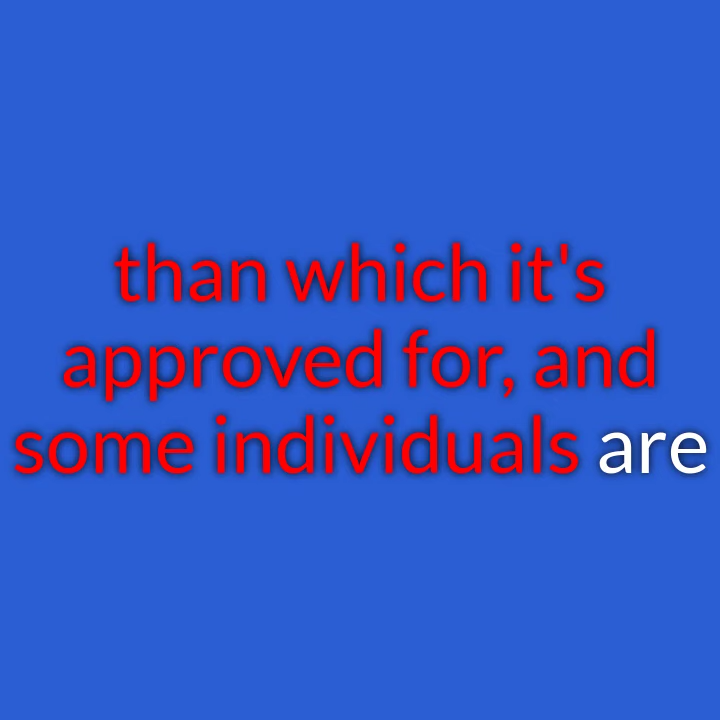 than which it's
approved for, and
some individuals are